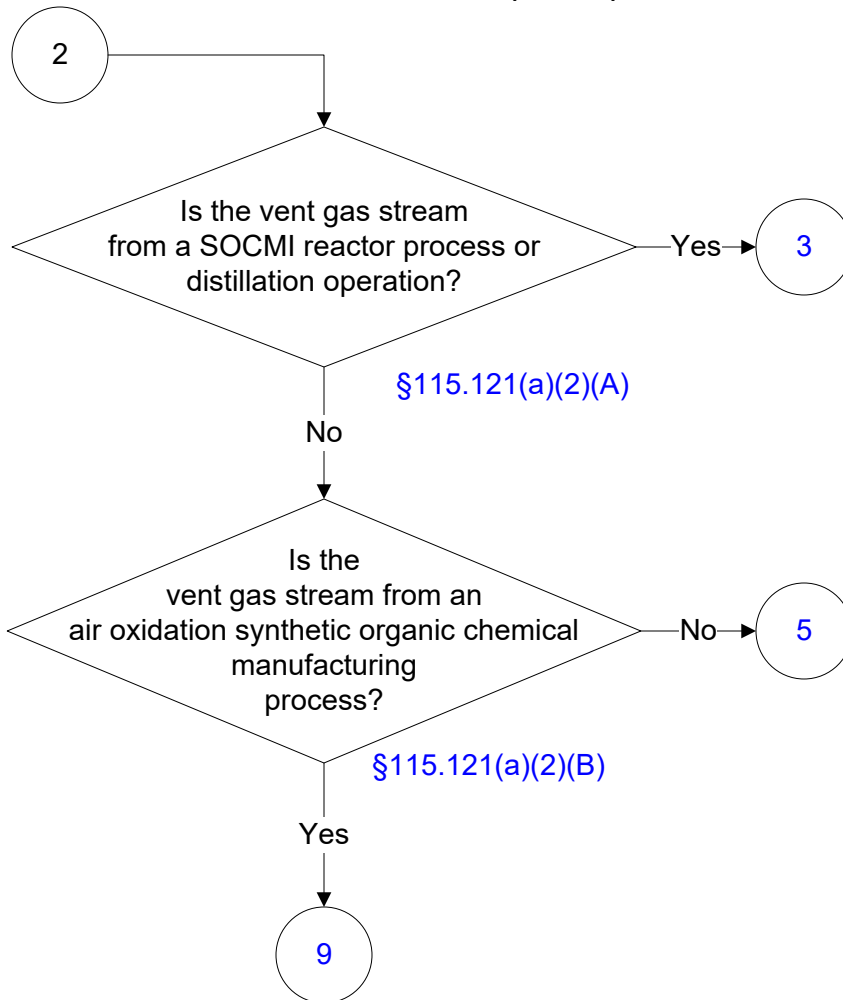 2
Is the vent gas stream
from a SOCMI reactor process or
distillation operation?
Yes
3
§115.121(a)(2)(A)
No
Is the
vent gas stream from an
air oxidation synthetic organic chemical
manufacturing
process?
No
5
§115.121(a)(2)(B)
Yes
9